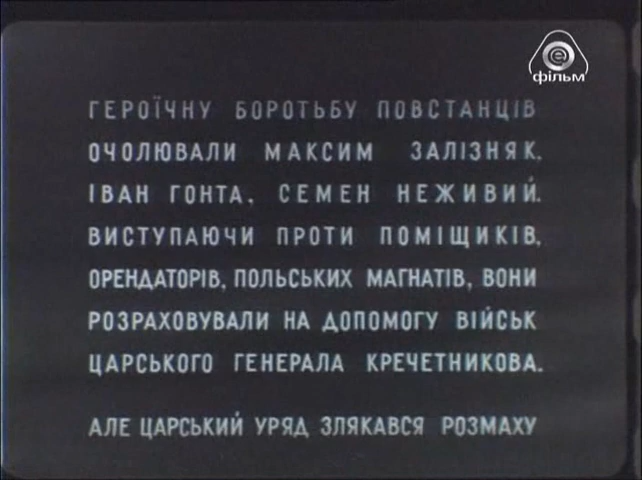 фільм
ГЕРОЇЧНУ БОРОТЬБУ ПОВСТАНЦІВ
ОЧОЛЮВАЛИ МАКСИМ ЗАЛІЗНЯК,
ІВАН ГОНТА, СЕМЕН НЕЖИВИЙ.
ВИСТУПАЮЧИ ПРОТИ ПОМІЩИКІВ,
ОРЕНДАТОРІВ, ПОЛЬСЬКИХ МАГНАТІВ, ВОНИ
РОЗРАХОВУВАЛИ НА ДОПОМОГУ ВІЙСЬК
ЦАРСЬКОГО ГЕНЕРАЛА КРЕЧЕТНИКОВА.
АЛЕ ЦАРСЬКИЙ УРЯД ЗЛЯКАВСЯ РОЗМАХУ